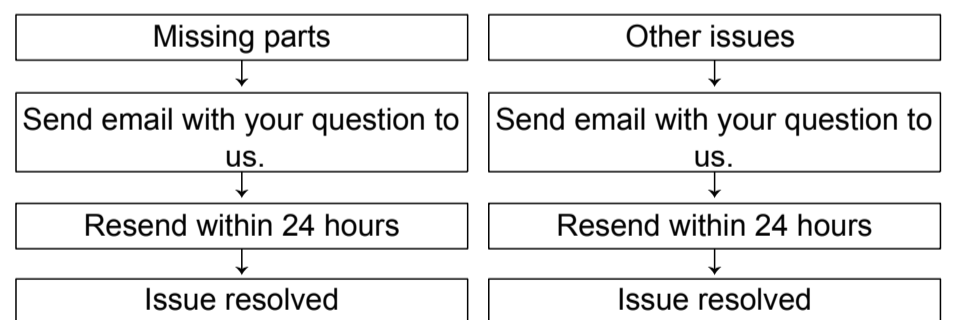 Missing parts
Send email with your question to
us.
Resend within 24 hours
Issue resolved
Other issues
Send email with your question to
us.
Resend within 24 hours
Issue resolved